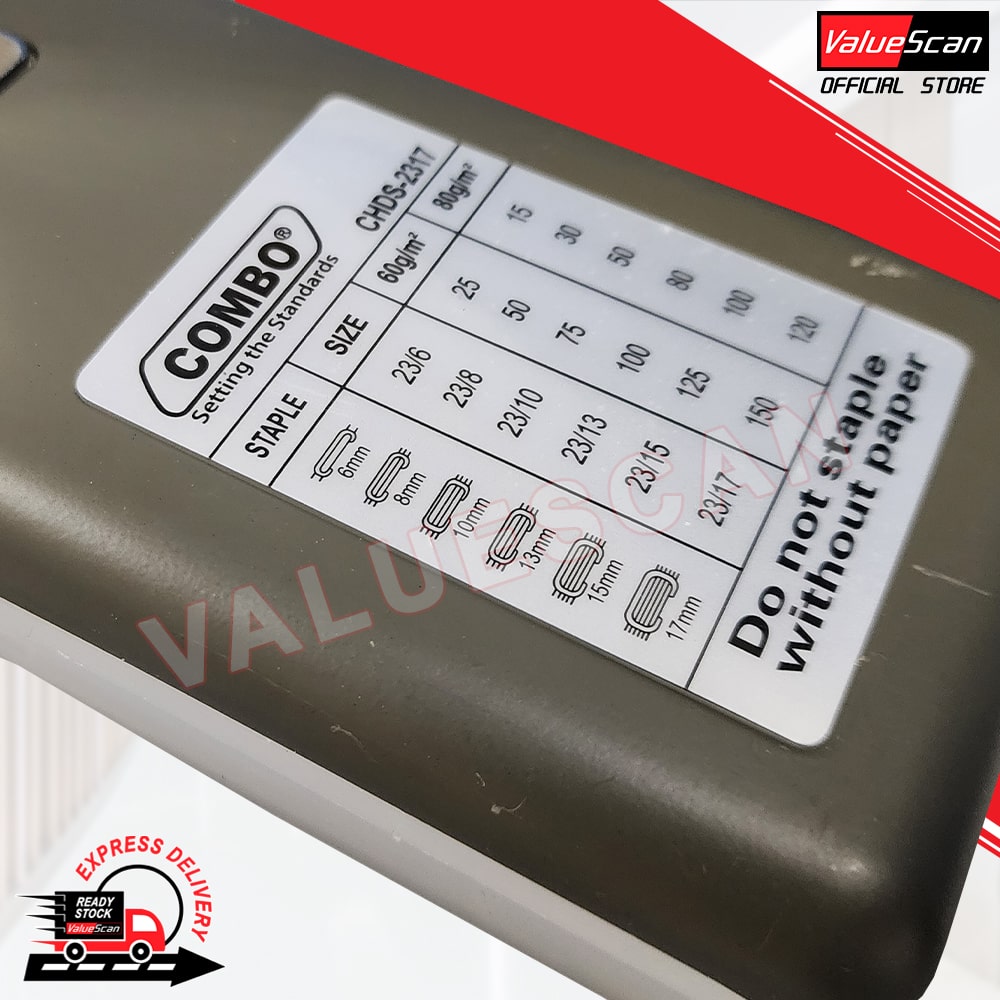 ValueScan
OFFICIAL STORE
COMBO®
Setting the Standards
CHDS-2317
STAPLE SIZE 60g/m² 80g/m²
6mm 23/6 25 15
8mm 23/8 50 30
10mm 23/10 75 50
13mm 23/13 100 80
15mm 23/15 125 100
17mm 23/17 150 120
Do not staple
without paper
VALUESCAN
EXPRESS DELIVERY
READY
STOCK
ValueScan